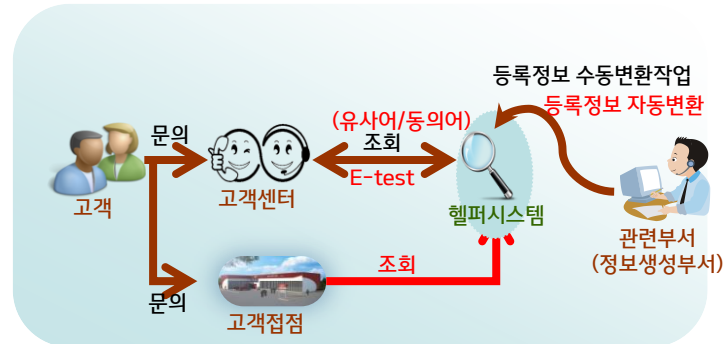 등록정보 수동변환작업
등록정보 자동변환
(유사어/동의어)
문의
조회
E-test
고객
고객센터
헬퍼시스템
관련부서
(정보생성부서)
조회
문의
고객접점